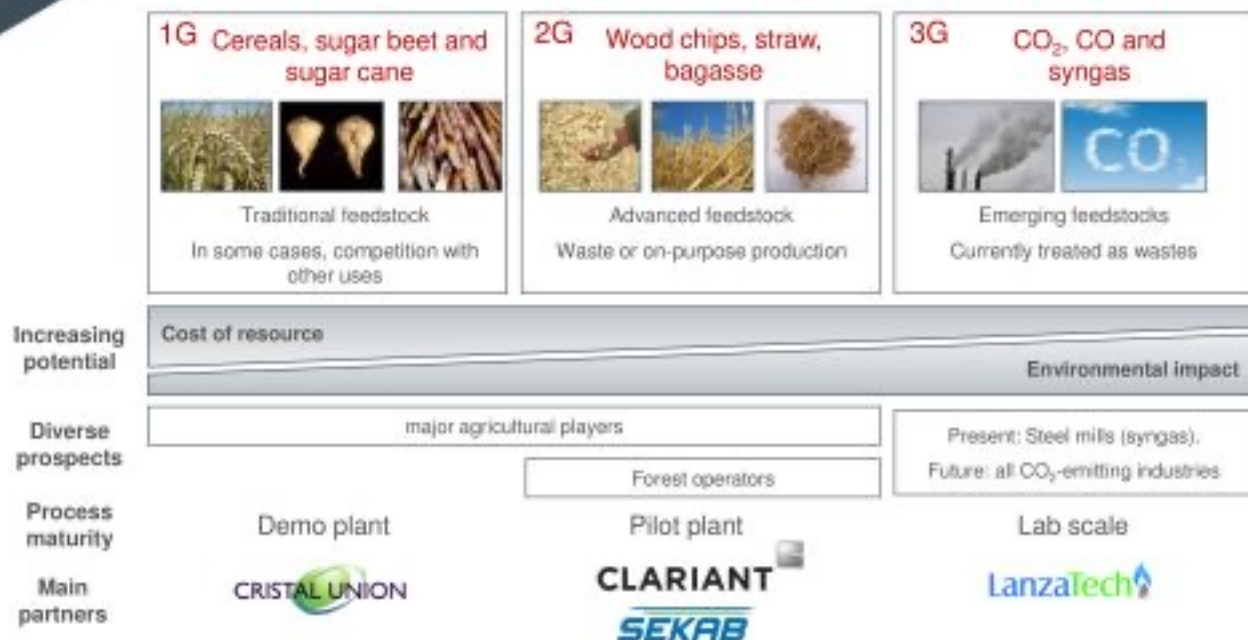 1G Cereals, sugar beet and
sugar cane
Traditional feedstock
In some cases, competition with
other uses
2G Wood chips, straw,
bagasse
Advanced feedstock
Waste or on-purpose production
3G CO₂, CO and
syngas
CO₂
Emerging feedstocks
Currently treated as wastes
Increasing
potential
Cost of resource
Environmental impact
Diverse
prospects
major agricultural players
Forest operators
Present: Steel mills (syngas).
Future: all CO₂-emitting industries
Process
maturity
Demo plant
Pilot plant
Lab scale
Main
partners
CRISTAL UNION
CLARIANT
SEKAB
LanzaTech